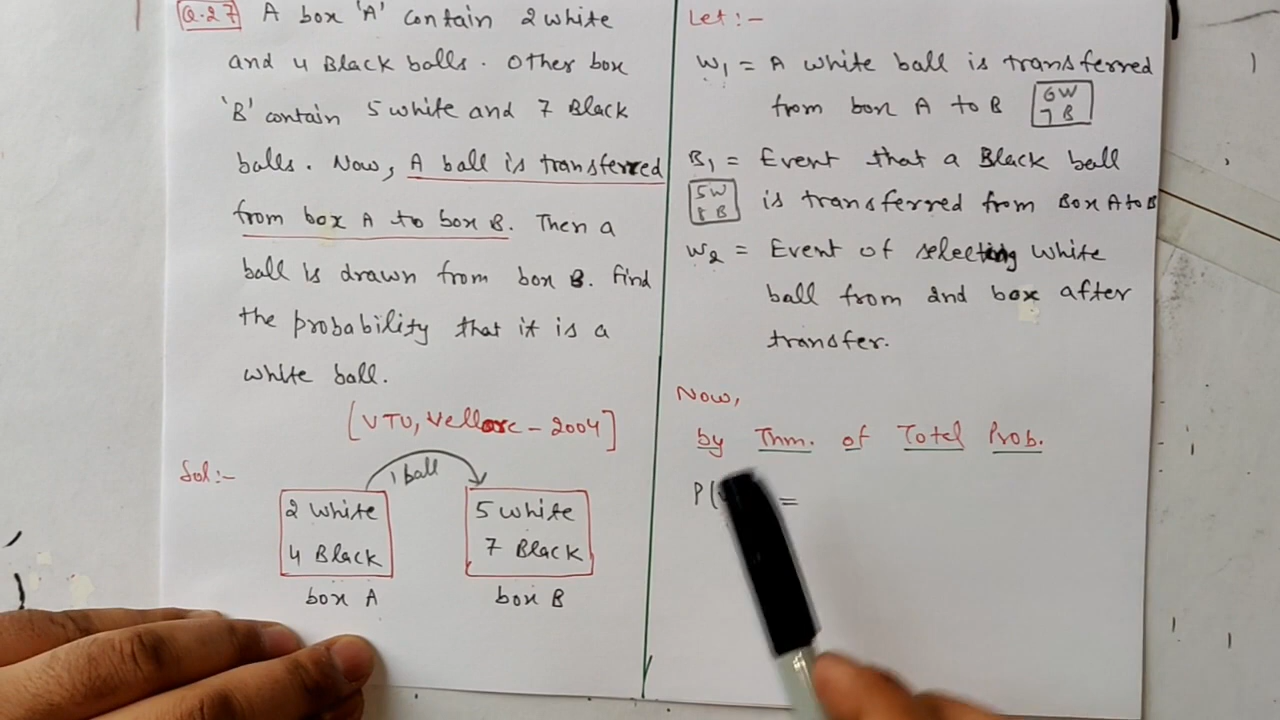 Q.27 A box 'A' contain 2 white
and 4 Black balls. Other box
'B' contain 5 white and 7 Black
balls. Now, A ball is transferred
from box A to box B. Then a
ball is drawn from box B. find
the probability that it is a
white ball.
[VTU, Vellore - 2004]
Sol:-
1 ball
2 White
4 Black
box A
5 White
7 Black
box B
Let :-
W1 = A white ball is transferred
from box A to B
6W
7 B
B1 = Event that a Black ball
is transferred from Box A to B
5W
8 B
W2 = Event of selecting white
ball from 2nd box after
transfer.
Now,
by Thm. of Total Prob.
P( =